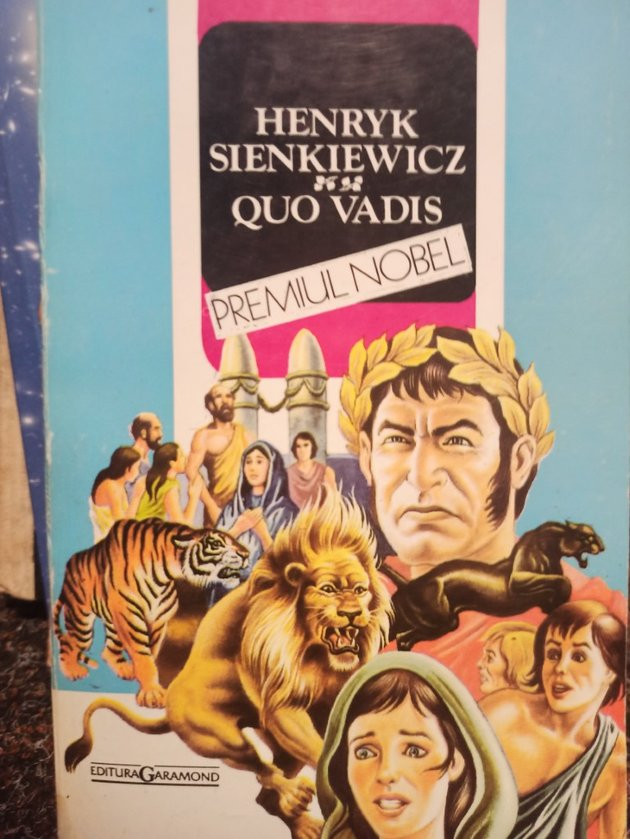 HENRYK
SIENKIEWICZ
QUO VADIS
PREMIUL NOBEL
EDITURA GARAMOND